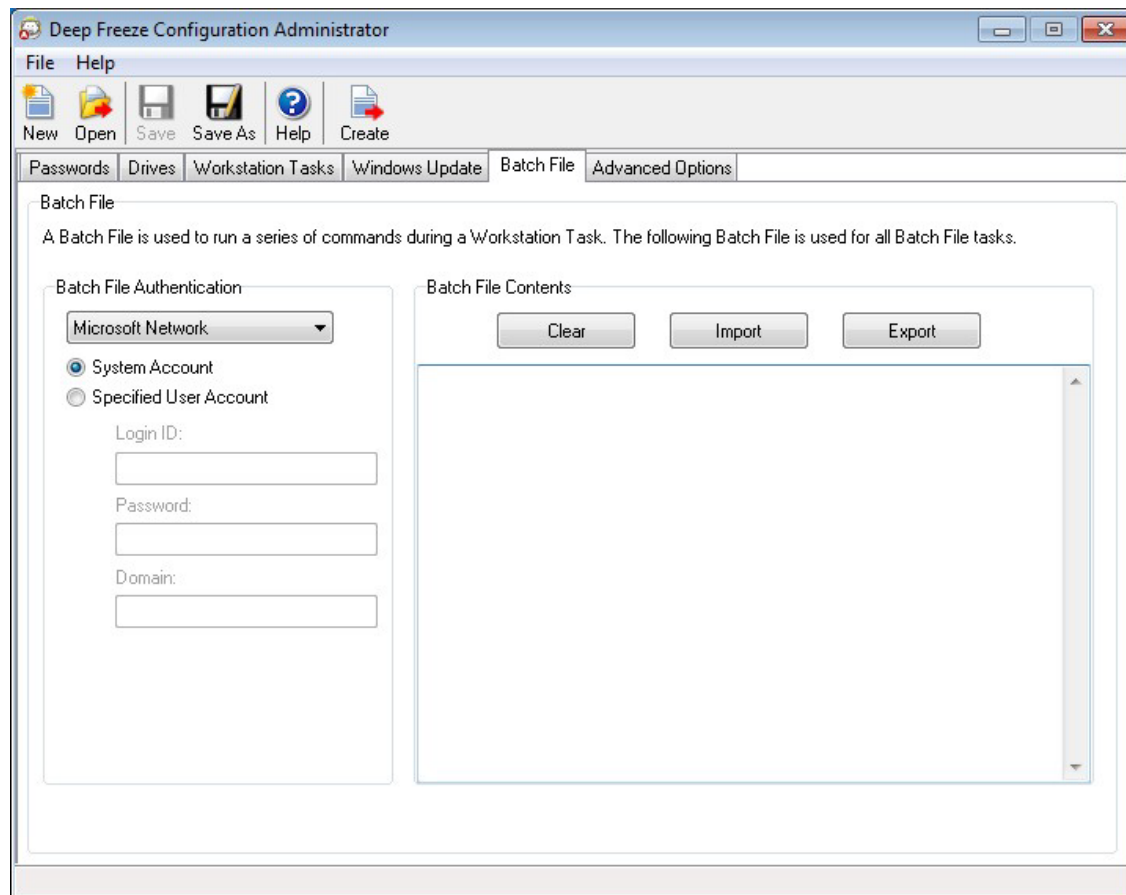 Deep Freeze Configuration Administrator
File Help
New Open Save Save As Help Create
Passwords Drives Workstation Tasks Windows Update Batch File Advanced Options
Batch File
A Batch File is used to run a series of commands during a Workstation Task. The following Batch File is used for all Batch File tasks.
Batch File Authentication
Microsoft Network
System Account
Specified User Account
Login ID:
Password:
Domain:
Batch File Contents
Clear Import Export